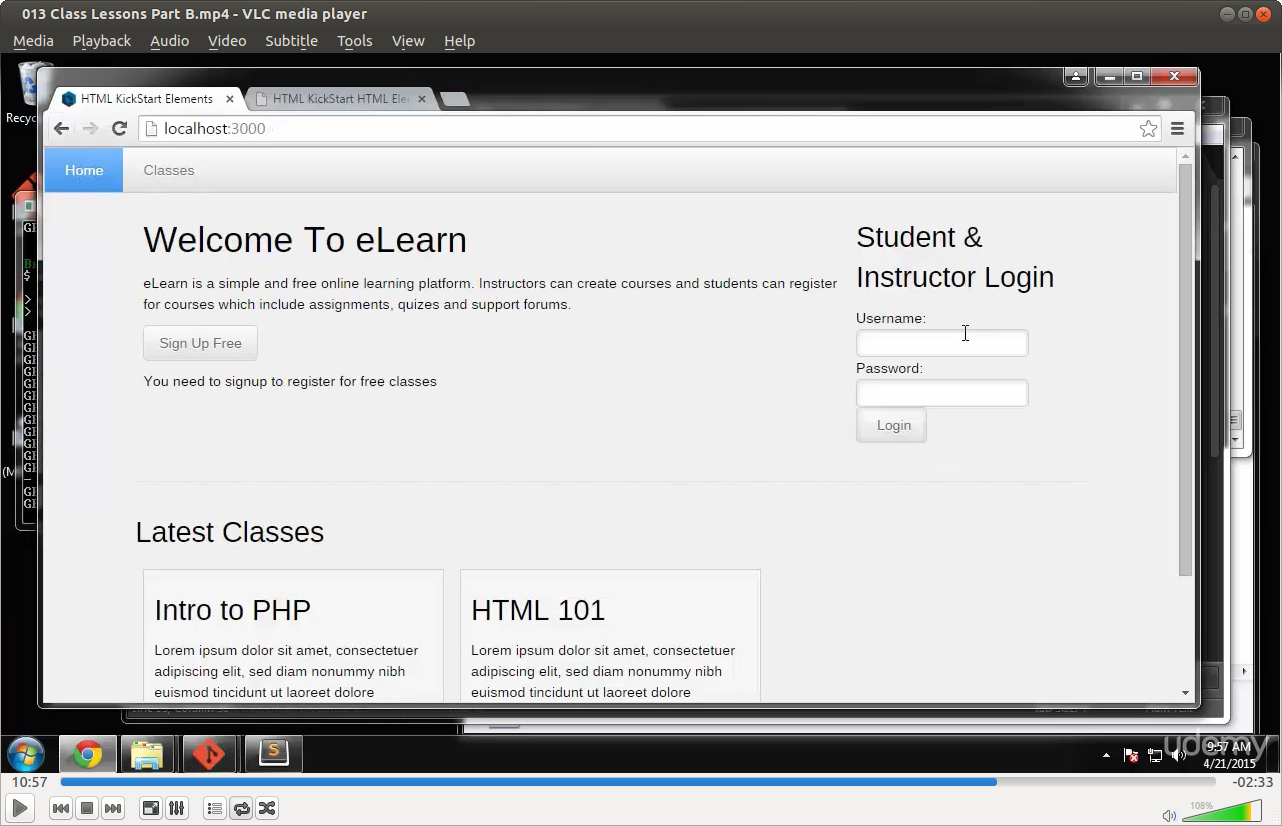 013 Class Lessons Part B.mp4 - VLC media player
Media Playback Audio Video Subtitle Tools View Help
HTML KickStart Elements
HTML KickStart HTML Ele
localhost:3000
Home Classes
Welcome To eLearn
eLearn is a simple and free online learning platform. Instructors can create courses and students can register
for courses which include assignments, quizes and support forums.
Sign Up Free
You need to signup to register for free classes
Student &
Instructor Login
Username:
Password:
Login
Latest Classes
Intro to PHP
Lorem ipsum dolor sit amet, consectetuer
adipiscing elit, sed diam nonummy nibh
euismod tincidunt ut laoreet dolore
HTML 101
Lorem ipsum dolor sit amet, consectetuer
adipiscing elit, sed diam nonummy nibh
euismod tincidunt ut laoreet dolore
udemy
9:57 AM
4/21/2015
10:57
-02:33
108%